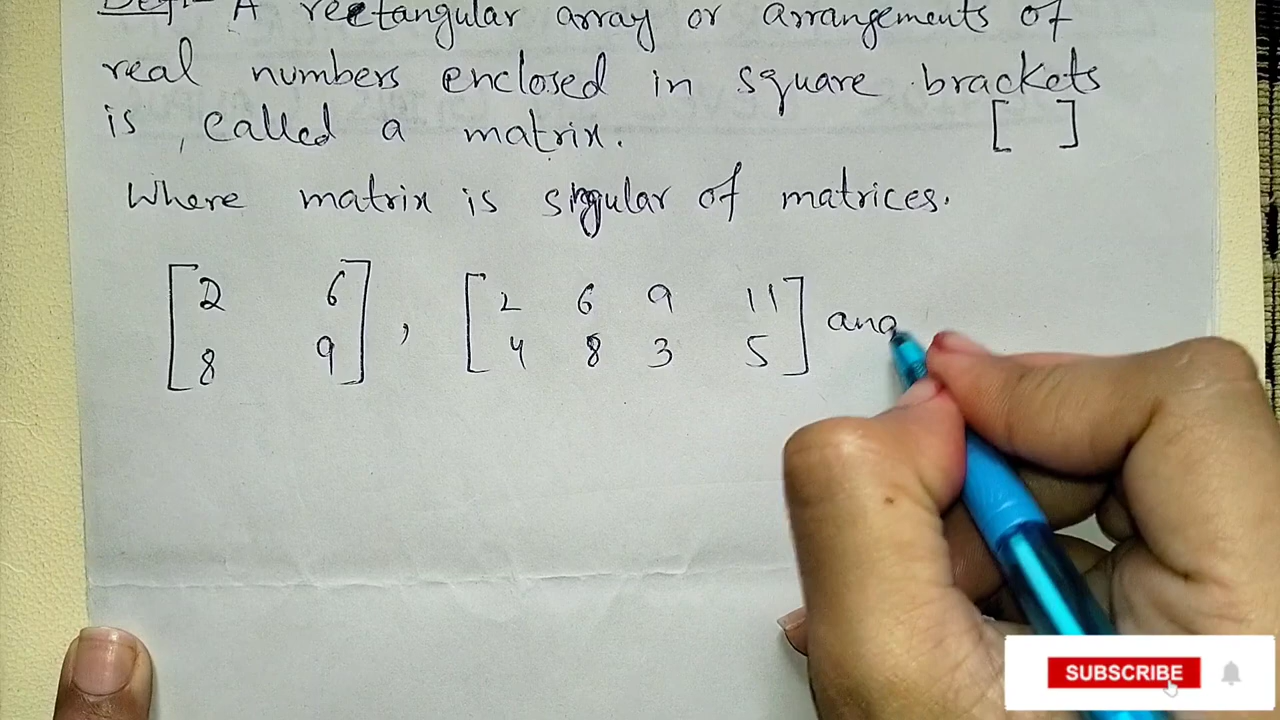 Defi:- A rectangular array or arrangements of
real numbers enclosed in square brackets
is, called a matrix. [ ]
Where matrix is singular of matrices.
[2 6
8 9], [2 6 9 11
4 8 3 5] and
SUBSCRIBE